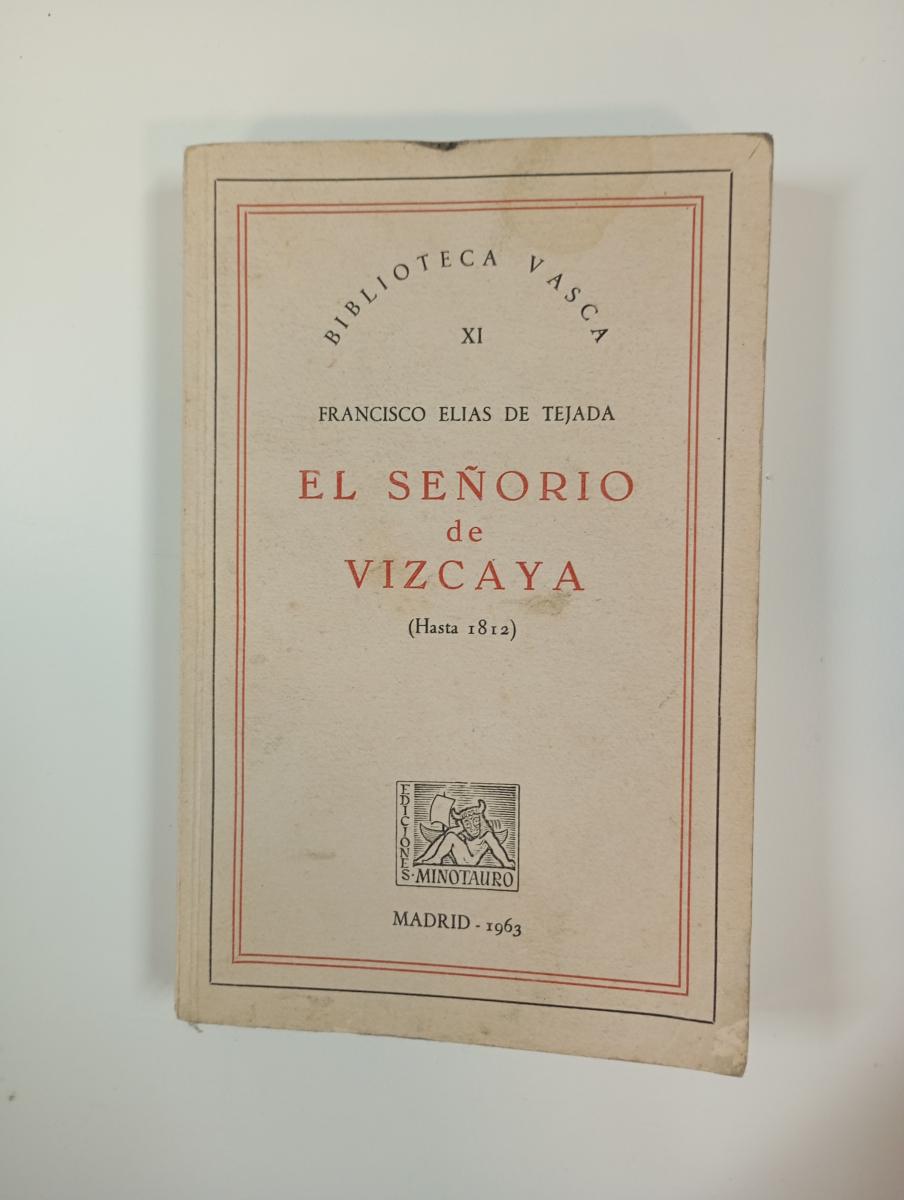 BIBLIOTECA VASCA
XI
FRANCISCO ELIAS DE TEJADA
EL SEÑORIO
de
VIZCAYA
(Hasta 1812)
EDICIONES
· MINOTAURO
MADRID - 1963